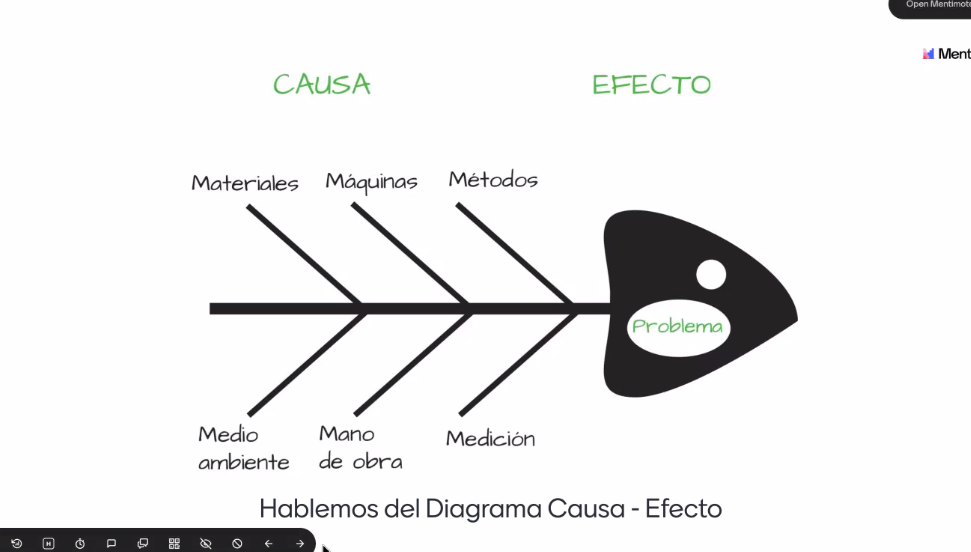 Open Mentimote
Ment
CAUSA
EFECTO
Materiales
Máquinas
Métodos
Problema
Medio
ambiente
Mano
de obra
Medición
Hablemos del Diagrama Causa - Efecto
H